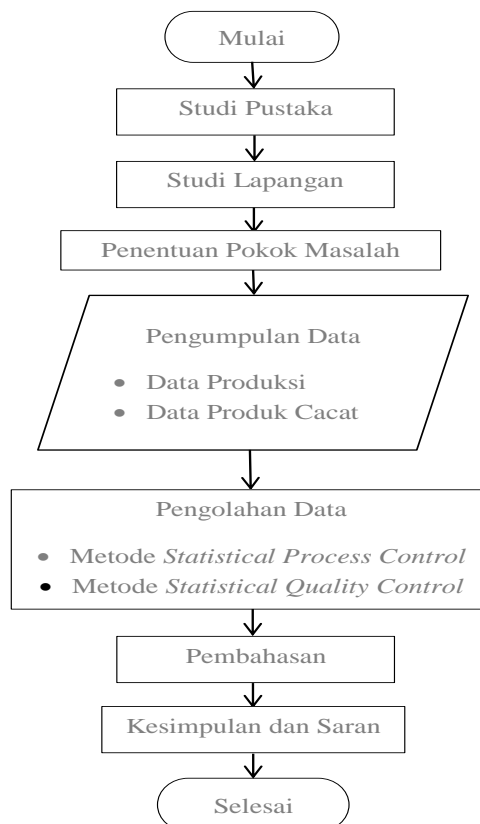 Mulai
Studi Pustaka
Studi Lapangan
Penentuan Pokok Masalah
Pengumpulan Data
• Data Produksi
• Data Produk Cacat
Pengolahan Data
• Metode Statistical Process Control
• Metode Statistical Quality Control
Pembahasan
Kesimpulan dan Saran
Selesai